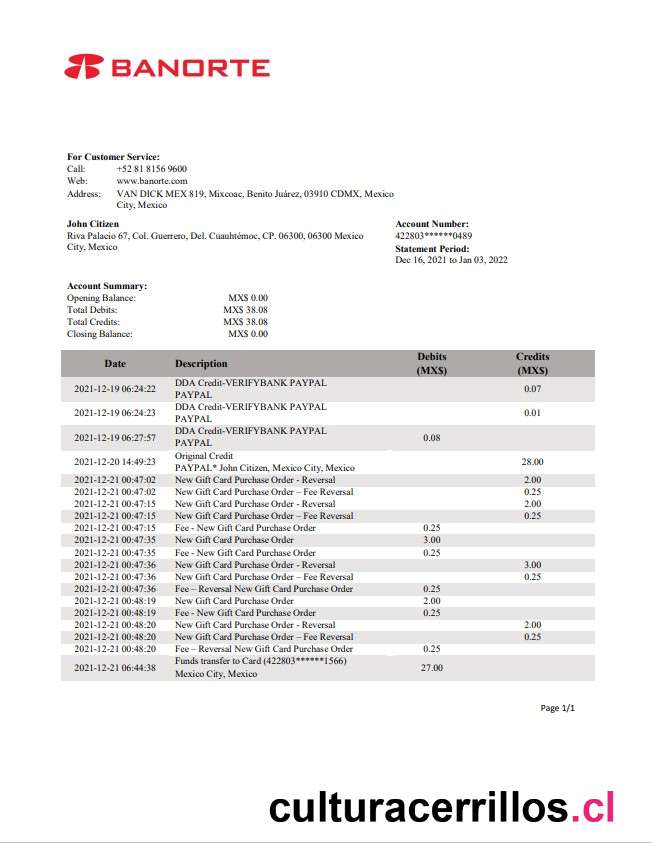 BANORTE
For Customer Service:
Call: +52 81 8156 9600
Web: www.banorte.com
Address: VAN DICK MEX 819, Mixcoac, Benito Juárez, 03910 CDMX, Mexico
City, Mexico
John Citizen
Riva Palacio 67, Col. Guerrero, Del. Cuauhtémoc, CP. 06300, 06300 Mexico
City, Mexico
Account Number:
422803******0489
Statement Period:
Dec 16, 2021 to Jan 03, 2022
Account Summary:
Opening Balance: MX$ 0.00
Total Debits: MX$ 38.08
Total Credits: MX$ 38.08
Closing Balance: MX$ 0.00
Date Description Debits (MX$) Credits (MX$)
2021-12-19 06:24:22 DDA Credit-VERIFYBANK PAYPAL PAYPAL 0.07
2021-12-19 06:24:23 DDA Credit-VERIFYBANK PAYPAL PAYPAL 0.01
2021-12-19 06:27:57 DDA Credit-VERIFYBANK PAYPAL PAYPAL 0.08
2021-12-20 14:49:23 Original Credit PAYPAL* John Citizen, Mexico City, Mexico 28.00
2021-12-21 00:47:02 New Gift Card Purchase Order - Reversal 2.00
2021-12-21 00:47:02 New Gift Card Purchase Order – Fee Reversal 0.25
2021-12-21 00:47:15 New Gift Card Purchase Order - Reversal 2.00
2021-12-21 00:47:15 New Gift Card Purchase Order – Fee Reversal 0.25
2021-12-21 00:47:15 Fee - New Gift Card Purchase Order 0.25
2021-12-21 00:47:35 New Gift Card Purchase Order 3.00
2021-12-21 00:47:35 Fee - New Gift Card Purchase Order 0.25
2021-12-21 00:47:36 New Gift Card Purchase Order - Reversal 3.00
2021-12-21 00:47:36 New Gift Card Purchase Order – Fee Reversal 0.25
2021-12-21 00:47:36 Fee – Reversal New Gift Card Purchase Order 0.25
2021-12-21 00:48:19 New Gift Card Purchase Order 2.00
2021-12-21 00:48:19 Fee - New Gift Card Purchase Order 0.25
2021-12-21 00:48:20 New Gift Card Purchase Order - Reversal 2.00
2021-12-21 00:48:20 New Gift Card Purchase Order – Fee Reversal 0.25
2021-12-21 00:48:20 Fee – Reversal New Gift Card Purchase Order 0.25
2021-12-21 06:44:38 Funds transfer to Card (422803******1566) Mexico City, Mexico 27.00
Page 1/1
culturacerrillos.cl